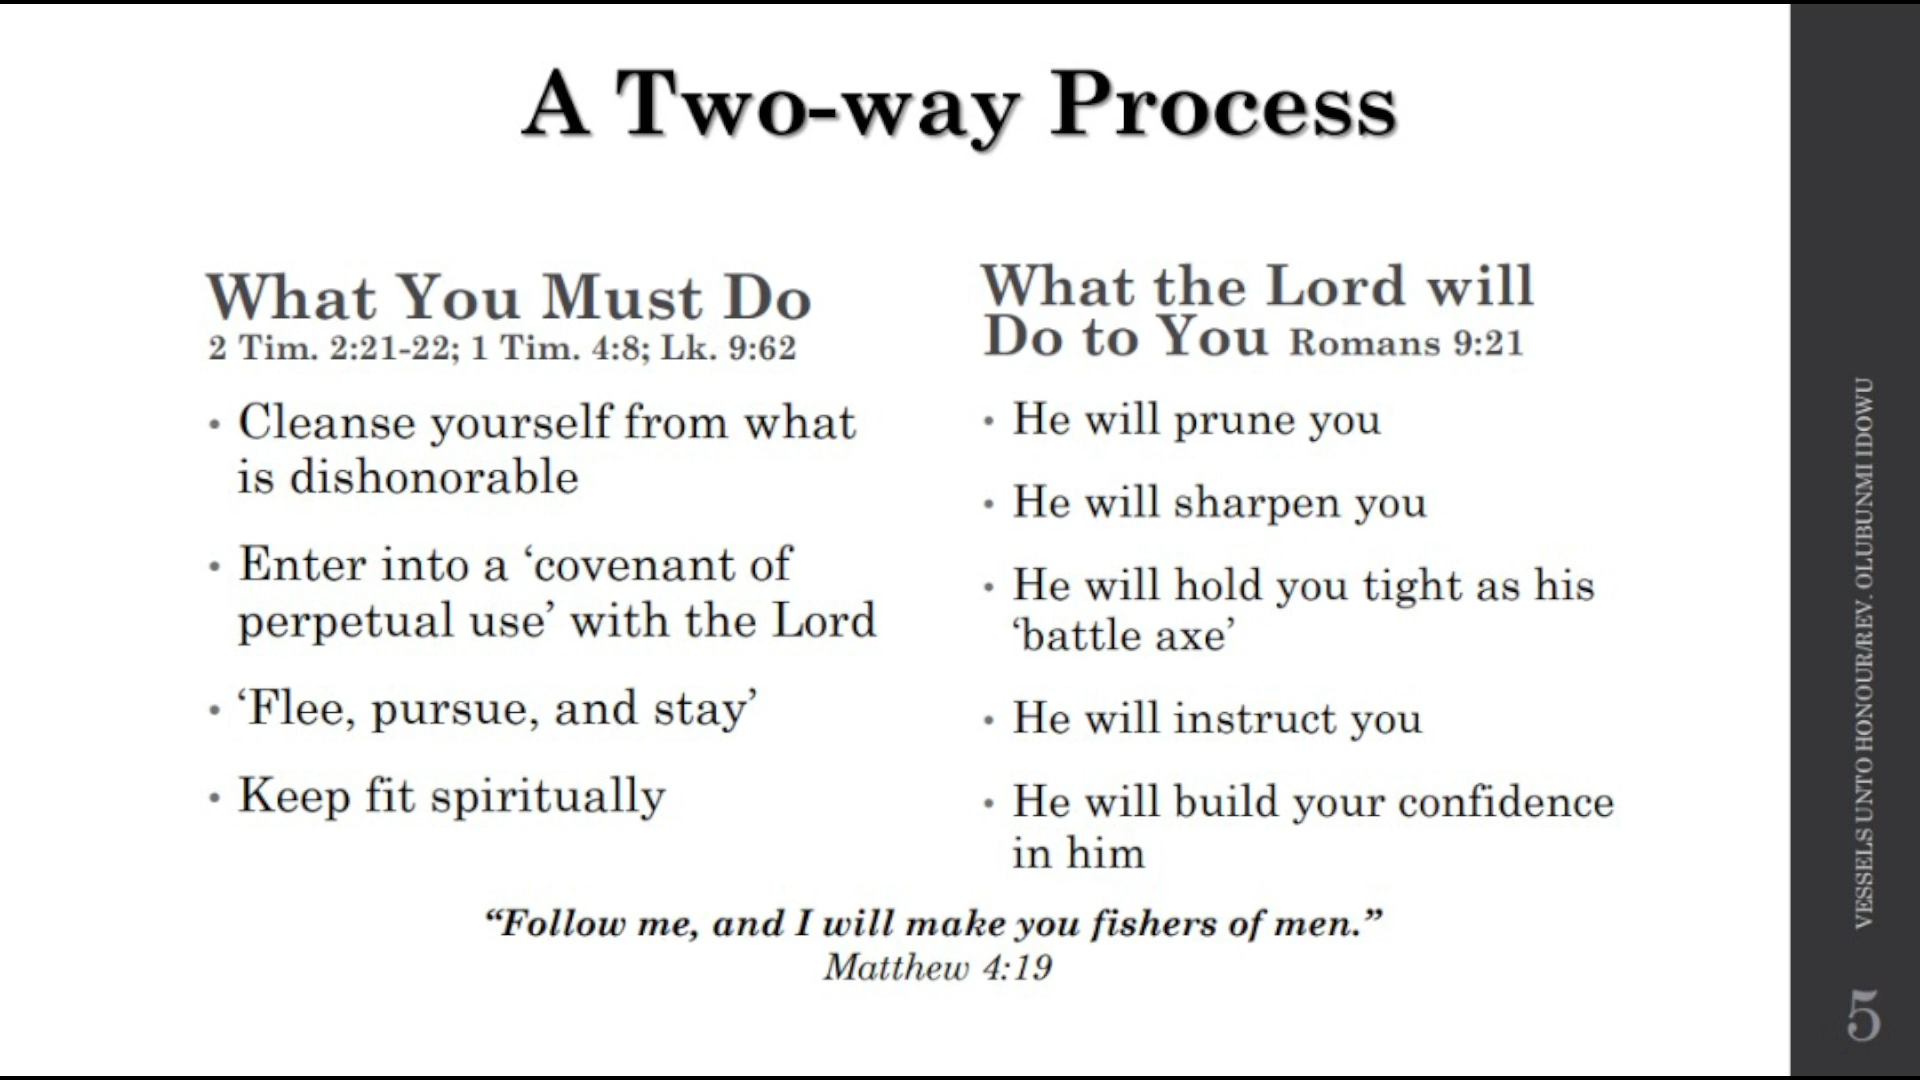 A Two-way Process
What You Must Do
2 Tim. 2:21-22; 1 Tim. 4:8; Lk. 9:62
• Cleanse yourself from what
is dishonorable
• Enter into a ‘covenant of
perpetual use’ with the Lord
• ‘Flee, pursue, and stay’
• Keep fit spiritually
What the Lord will
Do to You Romans 9:21
• He will prune you
• He will sharpen you
• He will hold you tight as his
‘battle axe’
• He will instruct you
• He will build your confidence
in him
“Follow me, and I will make you fishers of men.”
Matthew 4:19
VESSELS UNTO HONOUR/REV. OLUBUNMI IDOWU
5